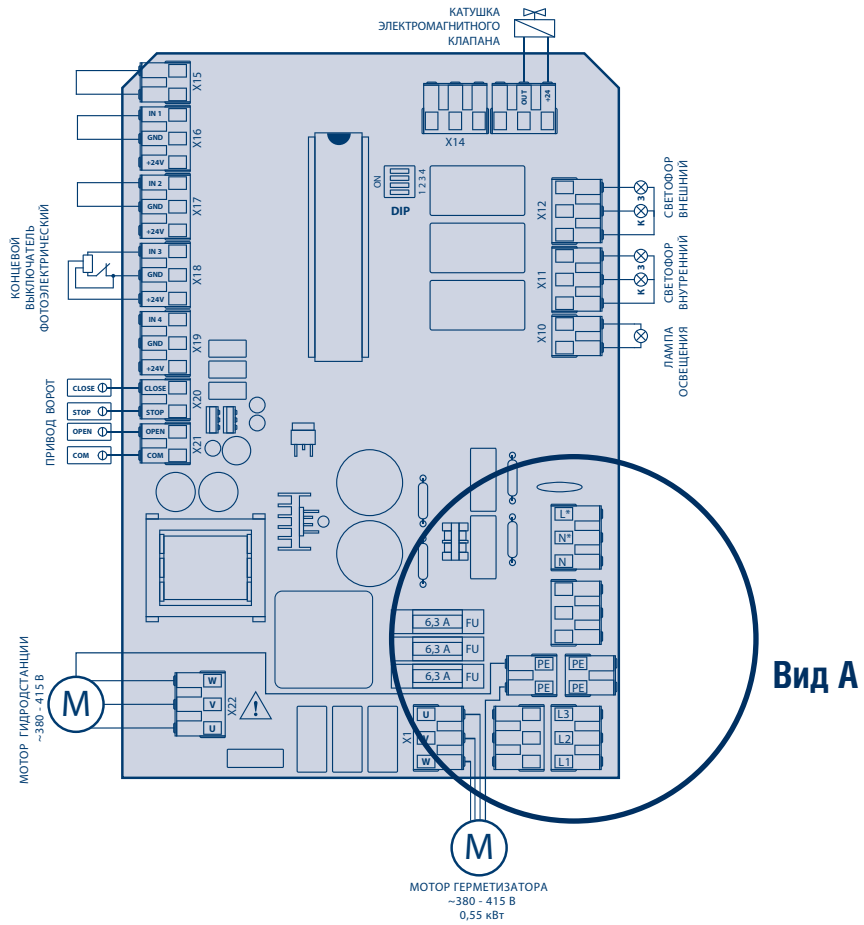 КАТУШКА
ЭЛЕКТРОМАГНИТНОГО
КЛАПАНА
OUT
+24
X14
X15
IN 1
GND
+24V
X16
IN 2
GND
+24V
X17
КОНЦЕВОЙ
ВЫКЛЮЧАТЕЛЬ
ФОТОЭЛЕКТРИЧЕСКИЙ
IN 3
GND
+24V
X18
IN 4
GND
+24V
X19
ПРИВОД ВОРОТ
CLOSE
STOP
OPEN
COM
CLOSE
STOP
X20
OPEN
COM
X21
ON
1 2 3 4
DIP
X12
З
К
СВЕТОФОР
ВНЕШНИЙ
X11
З
К
СВЕТОФОР
ВНУТРЕННИЙ
X10
ЛАМПА
ОСВЕЩЕНИЯ
L*
N*
N
6,3 A FU
6,3 A FU
6,3 A FU
PE PE
PE PE
Вид А
МОТОР ГИДРОСТАНЦИИ
~380 - 415 В
M
W
V
U
X22
X1
U
V
W
L3
L2
L1
M
МОТОР ГЕРМЕТИЗАТОРА
~380 - 415 В
0,55 кВт